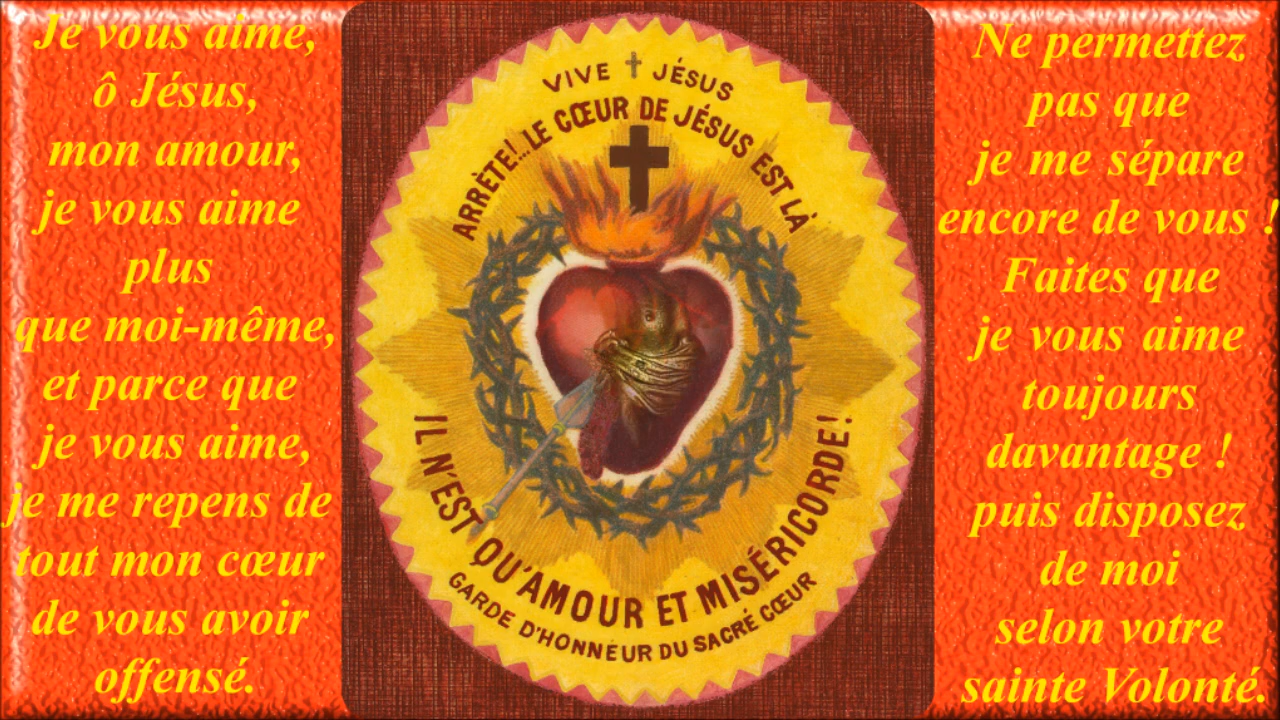 Je vous aime,
ô Jésus,
mon amour,
je vous aime
plus
que moi-même,
et parce que
je vous aime,
je me repens de
tout mon cœur
de vous avoir
offensé.
VIVE † JÉSUS
ARRÈTE!...LE CŒUR DE JÉSUS EST LÀ
IL N'EST QU'AMOUR ET MISÉRICORDE!
GARDE D'HONNEUR DU SACRÉ CŒUR
Ne permettez
pas que
je me sépare
encore de vous !
Faites que
je vous aime
toujours
davantage !
puis disposez
de moi
selon votre
sainte Volonté.